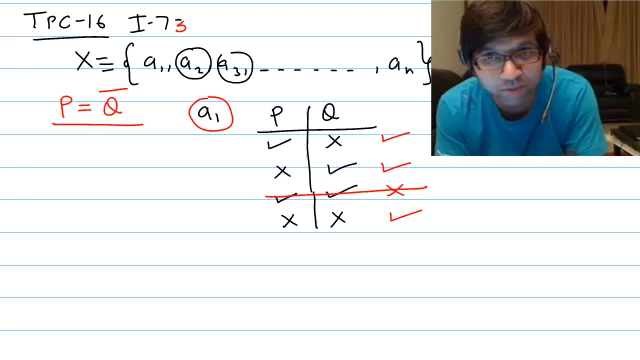 TPC-16 I-73
X ≡ { a₁, a₂, a₃, -------, aₙ }
P = Q̅ a₁ P | Q
✓ | x ✓
x | ✓ ✓
✓ | ✓ x
x | x ✓